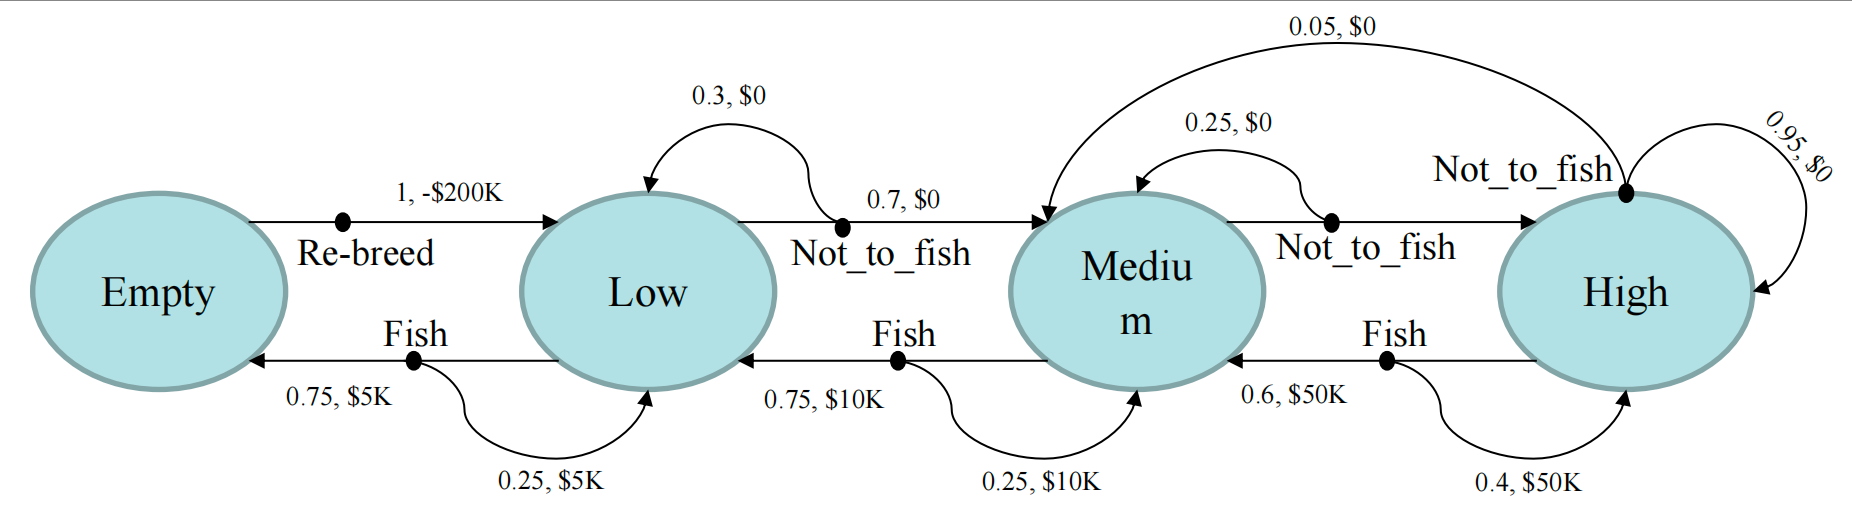 0.05, $0
0.3, $0
0.25, $0
0.95, $0
Not_to_fish
1, -$200K
0.7, $0
Re-breed
Not_to_fish
Not_to_fish
Empty
Low
Mediu
m
High
Fish
Fish
Fish
0.75, $5K
0.75, $10K
0.6, $50K
0.25, $5K
0.25, $10K
0.4, $50K